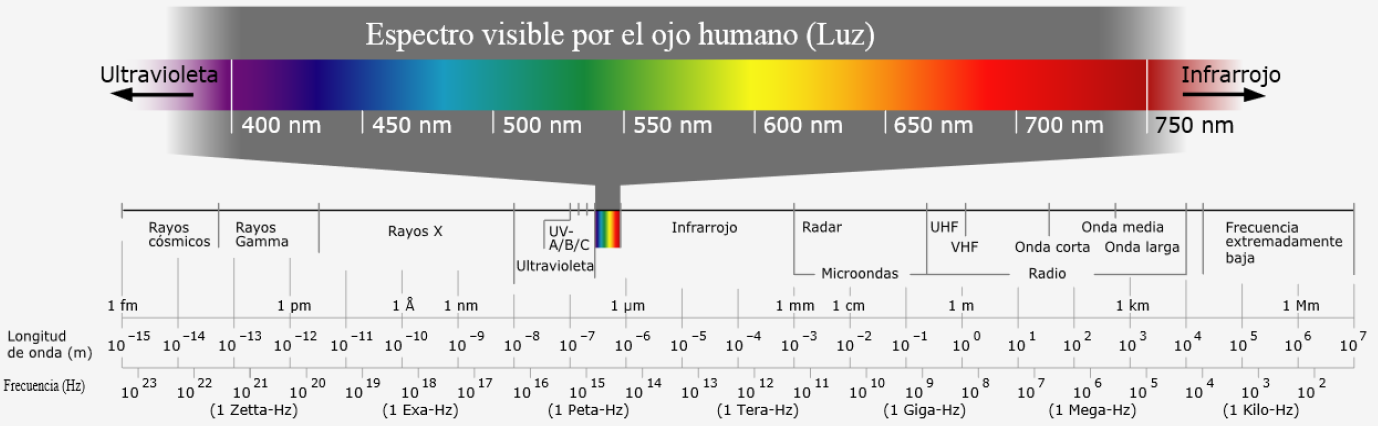 Espectro visible por el ojo humano (Luz)
Ultravioleta
Infrarrojo
400 nm 450 nm 500 nm 550 nm 600 nm 650 nm 700 nm 750 nm
Rayos cósmicos
Rayos Gamma
Rayos X
UV-A/B/C
Ultravioleta
Infrarrojo
Radar
Microondas
UHF
VHF
Onda corta
Onda media
Onda larga
Radio
Frecuencia
extremadamente
baja
1 fm 1 pm 1 Å 1 nm 1 µm 1 mm 1 cm 1 m 1 km 1 Mm
Longitud
de onda (m)
10⁻¹⁵ 10⁻¹⁴ 10⁻¹³ 10⁻¹² 10⁻¹¹ 10⁻¹⁰ 10⁻⁹ 10⁻⁸ 10⁻⁷ 10⁻⁶ 10⁻⁵ 10⁻⁴ 10⁻³ 10⁻² 10⁻¹ 10⁰ 10¹ 10² 10³ 10⁴ 10⁵ 10⁶ 10⁷
Frecuencia (Hz)
10²³ 10²² 10²¹ 10²⁰ 10¹⁹ 10¹⁸ 10¹⁷ 10¹⁶ 10¹⁵ 10¹⁴ 10¹³ 10¹² 10¹¹ 10¹⁰ 10⁹ 10⁸ 10⁷ 10⁶ 10⁵ 10⁴ 10³ 10²
(1 Zetta-Hz) (1 Exa-Hz) (1 Peta-Hz) (1 Tera-Hz) (1 Giga-Hz) (1 Mega-Hz) (1 Kilo-Hz)